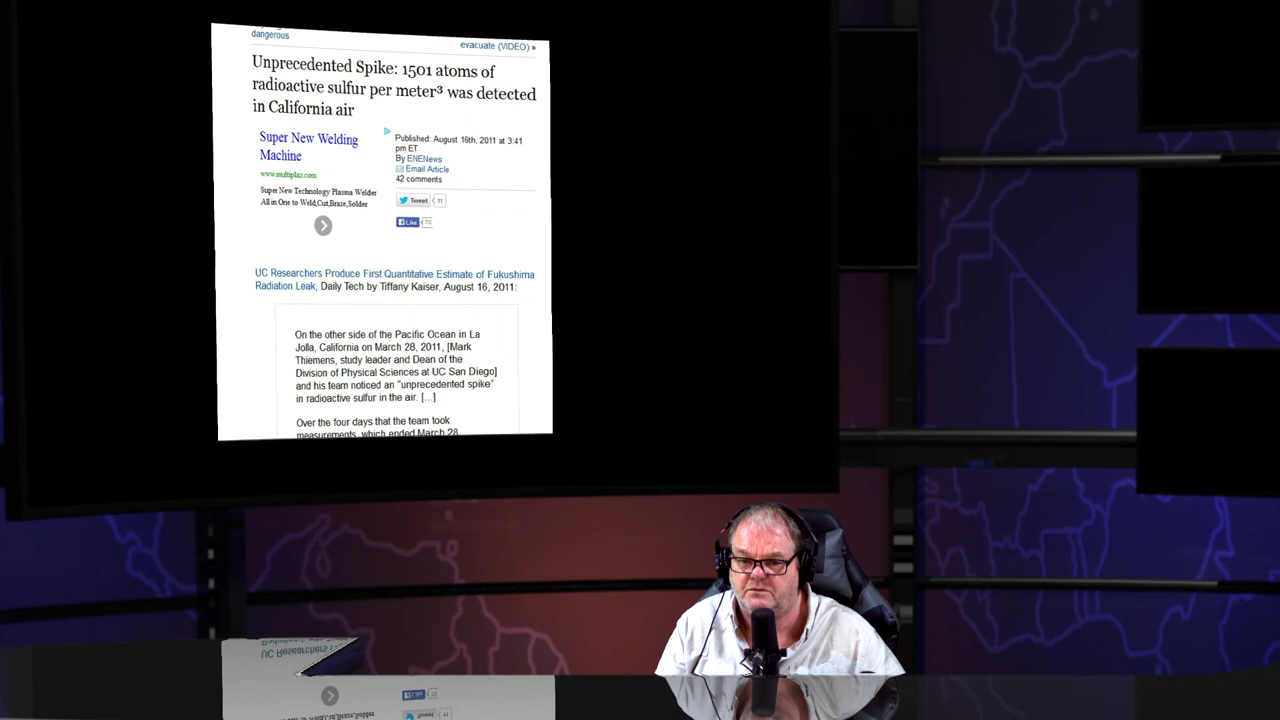 dangerous
evacuate (VIDEO) »
Unprecedented Spike: 1501 atoms of
radioactive sulfur per meter³ was detected
in California air
Super New Welding
Machine
www.multiplaz.com
Super New Technology Plasma Welder
All in One to Weld,Cut,Braze,Solder
Published: August 16th, 2011 at 3:41
pm ET
By ENENews
Email Article
42 comments
Tweet 11
Like 70
UC Researchers Produce First Quantitative Estimate of Fukushima
Radiation Leak, Daily Tech by Tiffany Kaiser, August 16, 2011:
On the other side of the Pacific Ocean in La
Jolla, California on March 28, 2011, [Mark
Thiemens, study leader and Dean of the
Division of Physical Sciences at UC San Diego]
and his team noticed an "unprecedented spike"
in radioactive sulfur in the air. [...]
Over the four days that the team took
measurements, which ended March 28